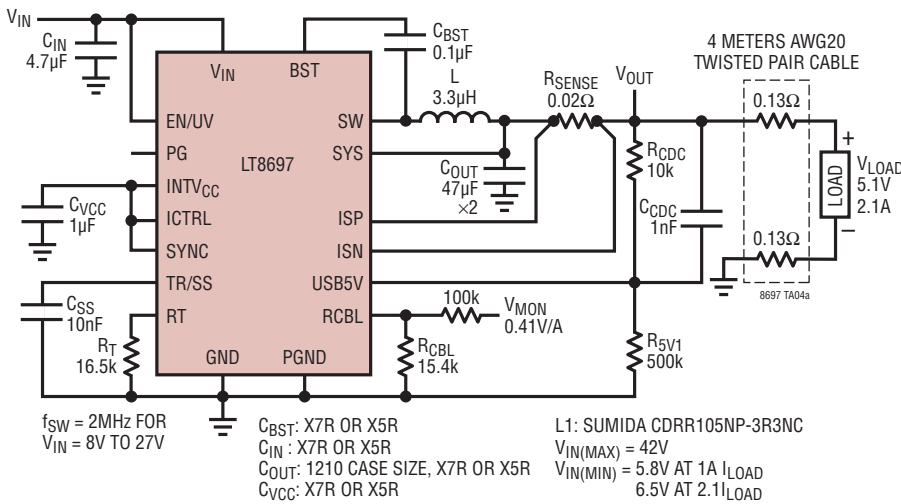 VIN
CIN
4.7µF
VIN
BST
CBST
0.1µF
L
3.3µH
RSENSE
0.02Ω
VOUT
4 METERS AWG20
TWISTED PAIR CABLE
0.13Ω
EN/UV
SW
PG
LT8697
SYS
COUT
47µF
×2
RCDC
10k
CCDC
1nF
LOAD
+
–
VLOAD
5.1V
2.1A
INTVCC
CVCC
1µF
ICTRL
ISP
SYNC
ISN
0.13Ω
8697 TA04a
TR/SS
USB5V
CSS
10nF
RT
RCBL
100k
VMON
0.41V/A
RT
16.5k
GND
PGND
RCBL
15.4k
R5V1
500k
fSW = 2MHz FOR
VIN = 8V TO 27V
CBST: X7R OR X5R
CIN : X7R OR X5R
COUT: 1210 CASE SIZE, X7R OR X5R
CVCC: X7R OR X5R
L1: SUMIDA CDRR105NP-3R3NC
VIN(MAX) = 42V
VIN(MIN) = 5.8V AT 1A ILOAD
6.5V AT 2.1ILOAD